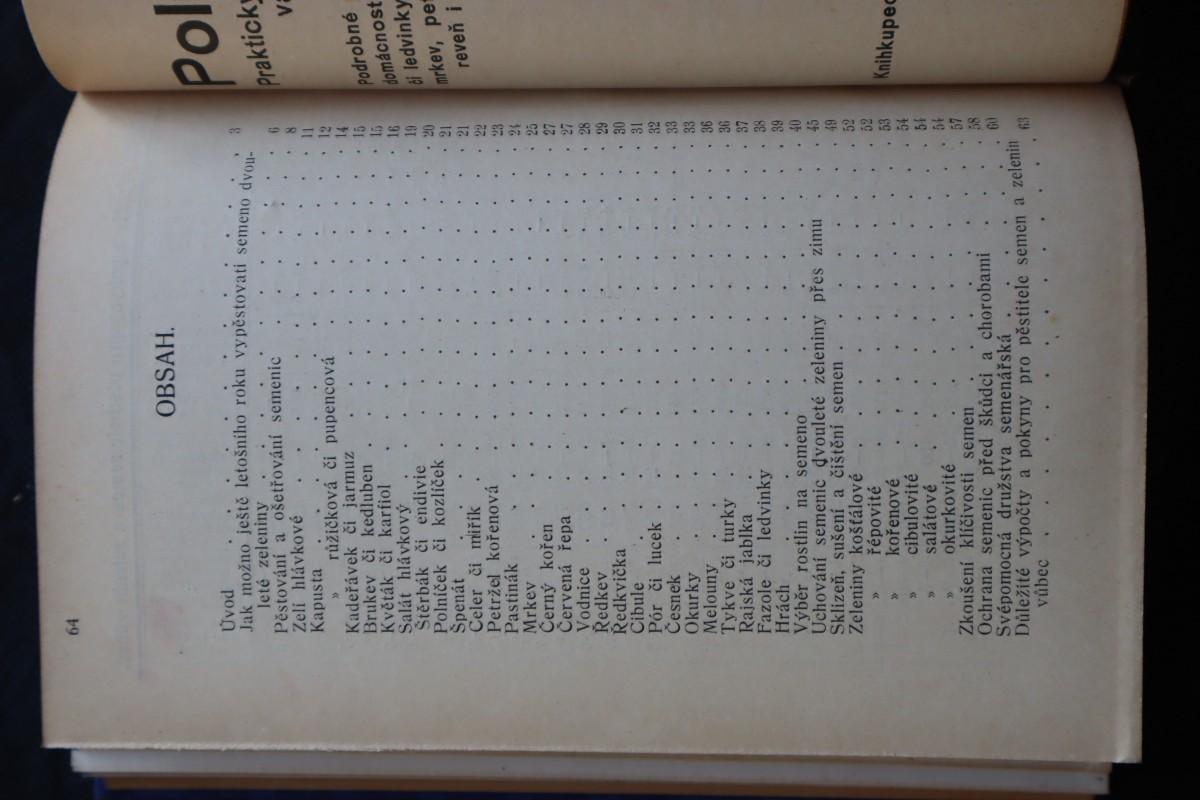 Pol
Praktický
Podrobné
domácnost
či ledvinky
mrkev, pet
reveň i
Knihkupec
64
OBSAH.
Úvod . . . . . . . . . . 3
Jak možno ještě letošního roku vypěstovati semeno dvou-
leté zeleniny . . . . . . . . . . 6
Pěstování a ošetřování semenic . . . . . . . . . . 8
Zelí hlávkové . . . . . . . . . . 11
Kapusta . . . . . . . . . . 12
» růžičková či pupencová . . . . . . . . . . 14
Kadeřávek či jarmuz . . . . . . . . . . 15
Brukev či kedluben . . . . . . . . . . 15
Květák či karfiol . . . . . . . . . . 16
Salát hlávkový . . . . . . . . . . 19
Štěrbák či endivie . . . . . . . . . . 20
Polníček či kozlíček . . . . . . . . . . 21
Špenát . . . . . . . . . . 21
Celer či miřík . . . . . . . . . . 22
Petržel kořenová . . . . . . . . . . 23
Pastinák . . . . . . . . . . 24
Mrkev . . . . . . . . . . 25
Černý kořen . . . . . . . . . . 27
Červená řepa . . . . . . . . . . 27
Vodnice . . . . . . . . . . 28
Ředkev . . . . . . . . . . 29
Ředkvička . . . . . . . . . . 30
Cibule . . . . . . . . . . 31
Pór či lucek . . . . . . . . . . 32
Česnek . . . . . . . . . . 33
Okurky . . . . . . . . . . 33
Melouny . . . . . . . . . . 36
Tykve či turky . . . . . . . . . . 36
Rajská jablka . . . . . . . . . . 37
Fazole či ledvinky . . . . . . . . . . 38
Hrách . . . . . . . . . . 39
Výběr rostlin na semeno . . . . . . . . . . 40
Uchování semenic dvouleté zeleniny přes zimu . . . . 45
Sklizeň, sušení a čištění semen . . . . . . . . . . 49
Zeleniny košťálové . . . . . . . . . . 52
» řepovité . . . . . . . . . . 52
» kořenové . . . . . . . . . . 53
» cibulovité . . . . . . . . . . 54
» salátové . . . . . . . . . . 54
» okurkovité . . . . . . . . . . 54
Zkoušení klíčivosti semen . . . . . . . . . . 57
Ochrana semenic před škůdci a chorobami . . . . . 58
Svépomocná družstva semenářská . . . . . . . . . . 60
Důležité výpočty a pokyny pro pěstitele semen a zelenin
vůbec . . . . . . . . . . 63